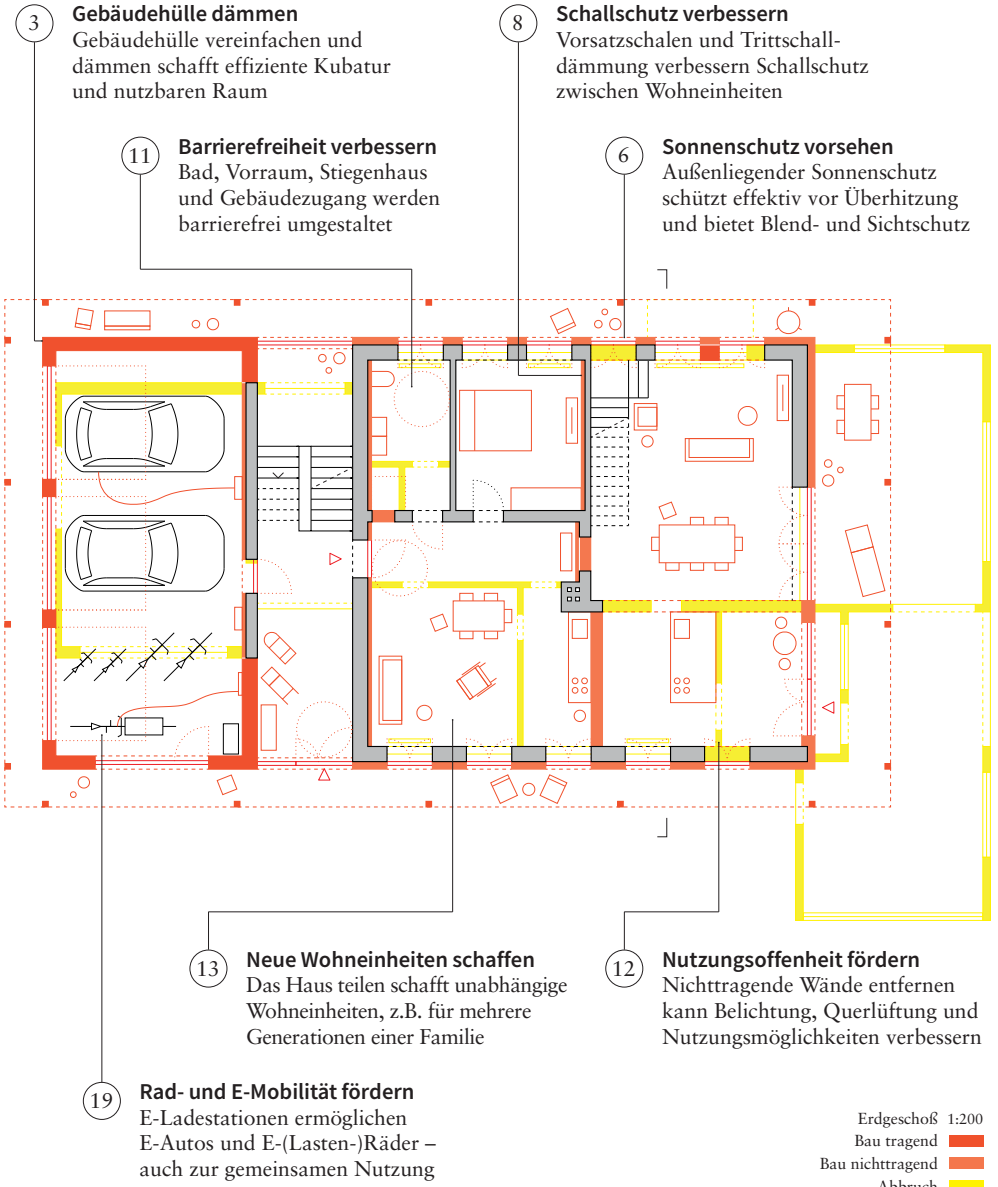 3
Gebäudehülle dämmen
Gebäudehülle vereinfachen und
dämmen schafft effiziente Kubatur
und nutzbaren Raum
8
Schallschutz verbessern
Vorsatzschalen und Trittschall-
dämmung verbessern Schallschutz
zwischen Wohneinheiten
11
Barrierefreiheit verbessern
Bad, Vorraum, Stiegenhaus
und Gebäudezugang werden
barrierefrei umgestaltet
6
Sonnenschutz vorsehen
Außenliegender Sonnenschutz
schützt effektiv vor Überhitzung
und bietet Blend- und Sichtschutz
13
Neue Wohneinheiten schaffen
Das Haus teilen schafft unabhängige
Wohneinheiten, z.B. für mehrere
Generationen einer Familie
12
Nutzungsoffenheit fördern
Nichttragende Wände entfernen
kann Belichtung, Querlüftung und
Nutzungsmöglichkeiten verbessern
19
Rad- und E-Mobilität fördern
E-Ladestationen ermöglichen
E-Autos und E-(Lasten-)Räder –
auch zur gemeinsamen Nutzung
Erdgeschoß 1:200
Bau tragend
Bau nichttragend
Abbruch